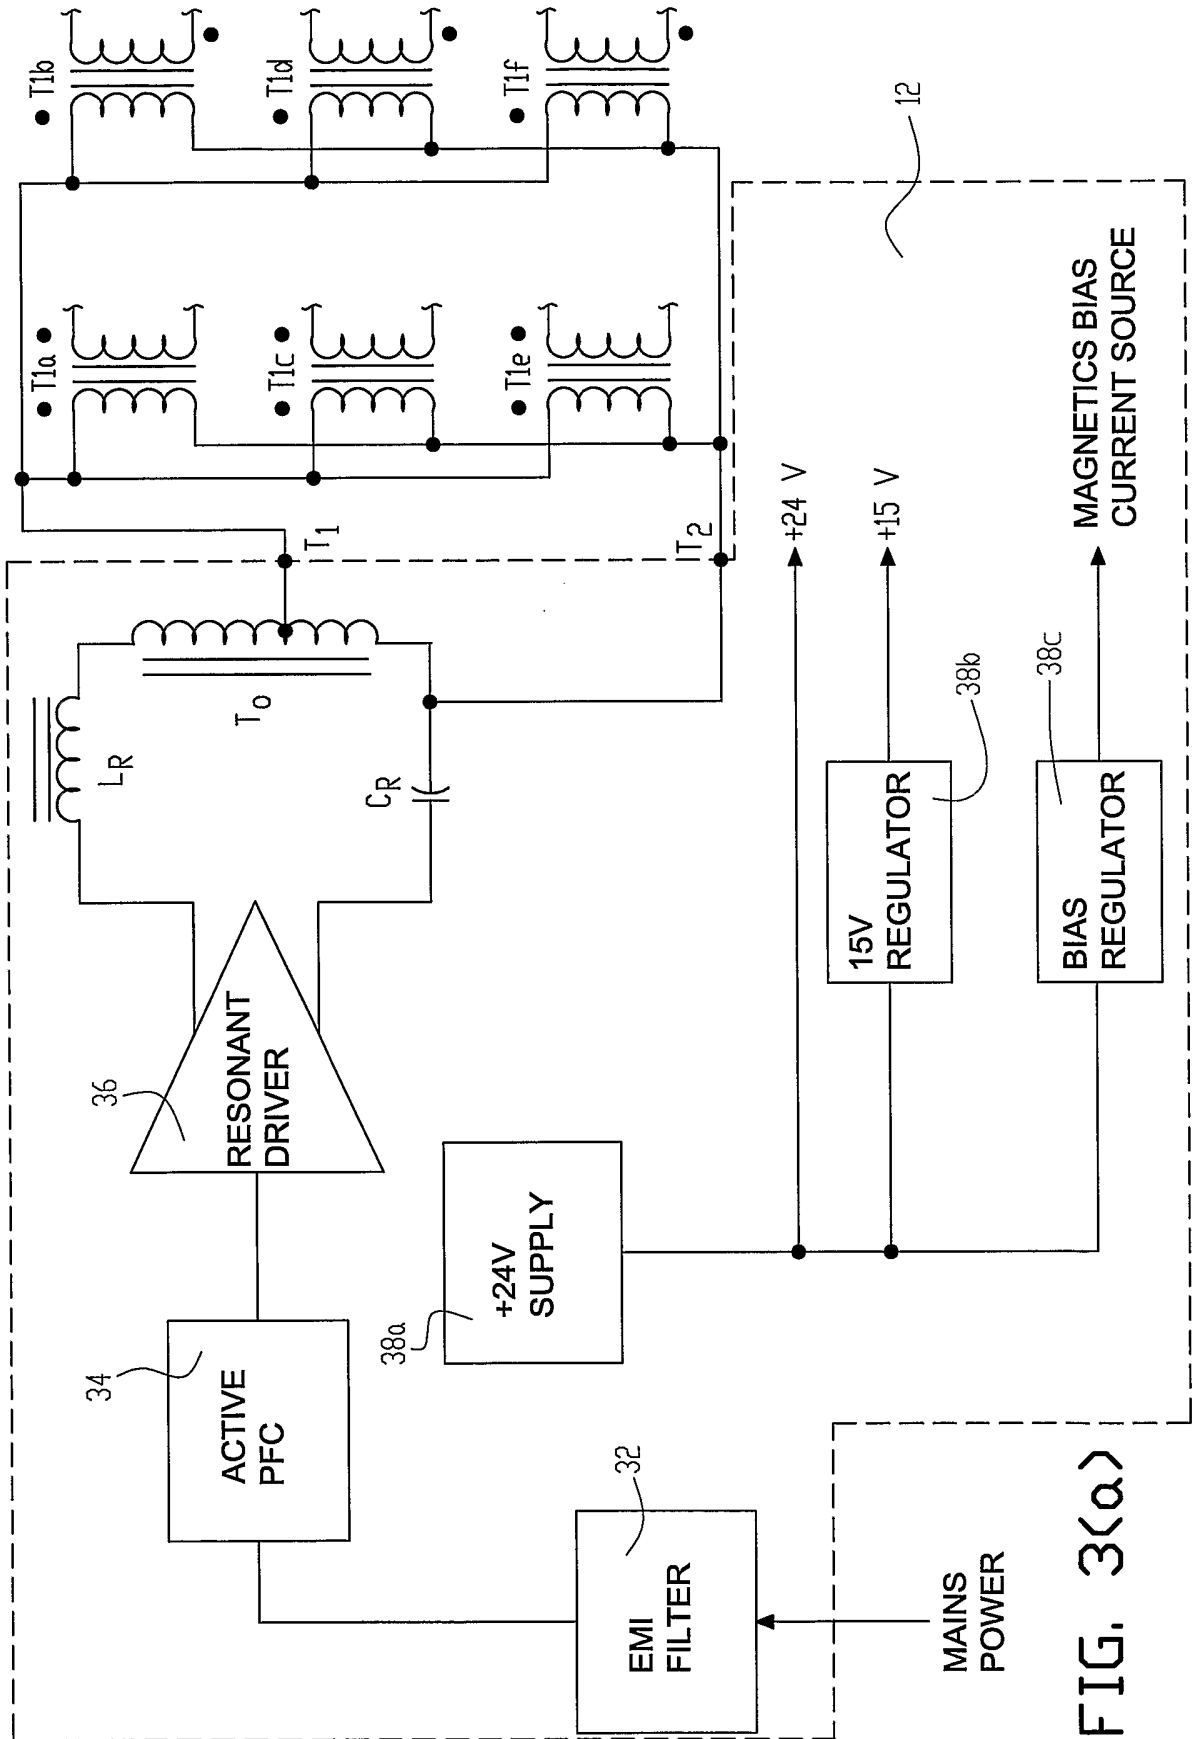 T1b
T1d
T1f
T1a
T1c
T1e
12
T1
T2
LR
To
CR
36
RESONANT
DRIVER
34
ACTIVE
PFC
32
EMI
FILTER
MAINS
POWER
38a
+24V
SUPPLY
+24 V
+15 V
38b
15V
REGULATOR
38c
BIAS
REGULATOR
MAGNETICS BIAS
CURRENT SOURCE
FIG. 3(a)